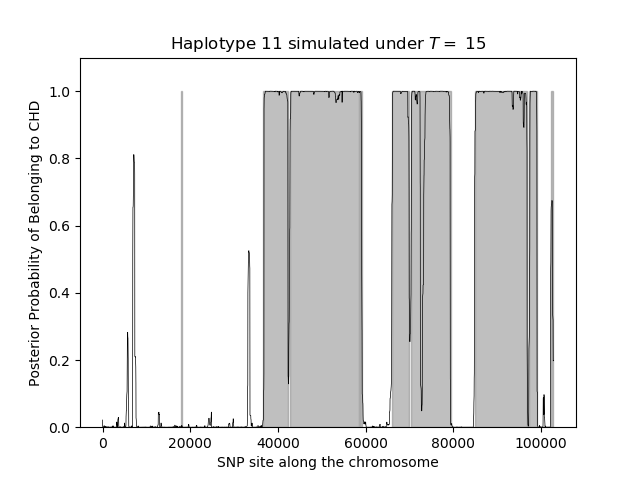 Haplotype 11 simulated under T = 15
Posterior Probability of Belonging to CHD
1.0
0.8
0.6
0.4
0.2
0.0
0 20000 40000 60000 80000 100000
SNP site along the chromosome